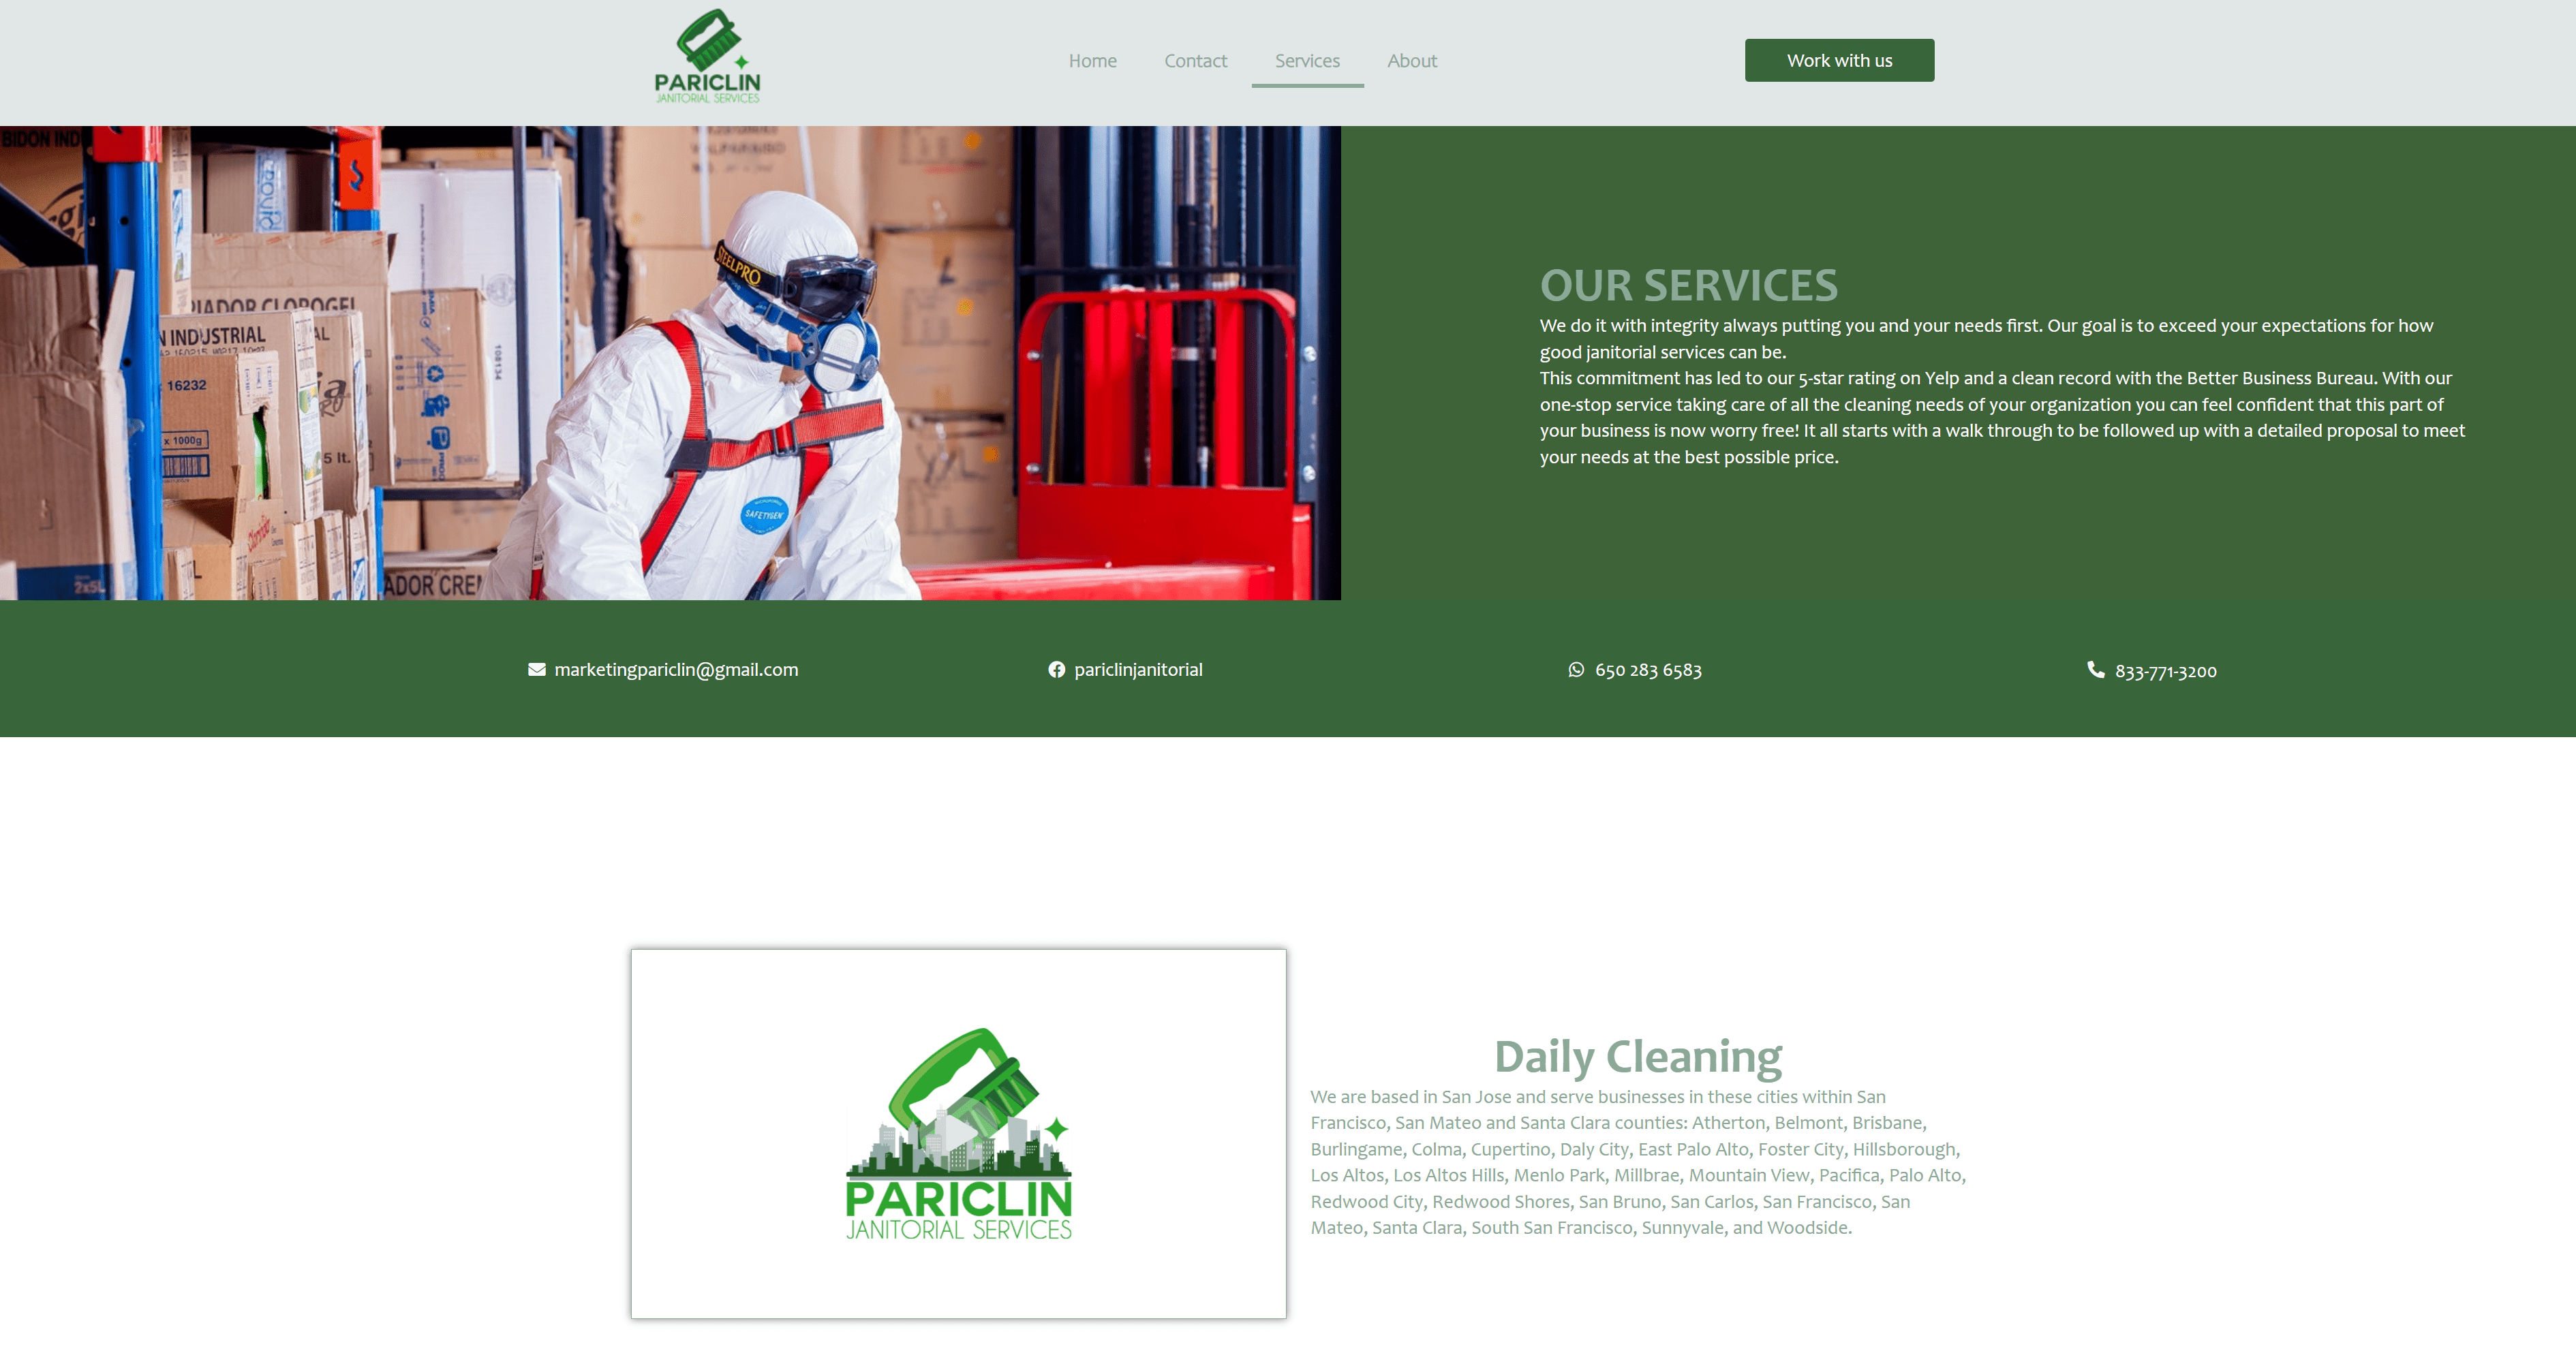 PARICLIN
JANITORIAL SERVICES
Home
Contact
Services
About
Work with us
BIDON IND
STEELPRO
N INDUSTRIAL
16232
x 1000g
5 lt.
108134
SAFETYGEN
2x5L
ADOR CREM
OUR SERVICES
We do it with integrity always putting you and your needs first. Our goal is to exceed your expectations for how
good janitorial services can be.
This commitment has led to our 5-star rating on Yelp and a clean record with the Better Business Bureau. With our
one-stop service taking care of all the cleaning needs of your organization you can feel confident that this part of
your business is now worry free! It all starts with a walk through to be followed up with a detailed proposal to meet
your needs at the best possible price.
marketingpariclin@gmail.com
pariclinjanitorial
650 283 6583
833-771-3200
PARICLIN
JANITORIAL SERVICES
Daily Cleaning
We are based in San Jose and serve businesses in these cities within San
Francisco, San Mateo and Santa Clara counties: Atherton, Belmont, Brisbane,
Burlingame, Colma, Cupertino, Daly City, East Palo Alto, Foster City, Hillsborough,
Los Altos, Los Altos Hills, Menlo Park, Millbrae, Mountain View, Pacifica, Palo Alto,
Redwood City, Redwood Shores, San Bruno, San Carlos, San Francisco, San
Mateo, Santa Clara, South San Francisco, Sunnyvale, and Woodside.